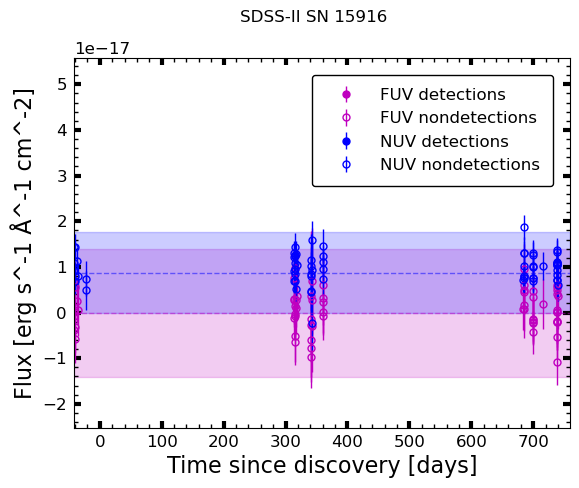 SDSS-II SN 15916
1e−17
FUV detections
FUV nondetections
NUV detections
NUV nondetections
5
4
3
2
1
0
−1
−2
Flux [erg s^-1 Å^-1 cm^-2]
0 100 200 300 400 500 600 700
Time since discovery [days]